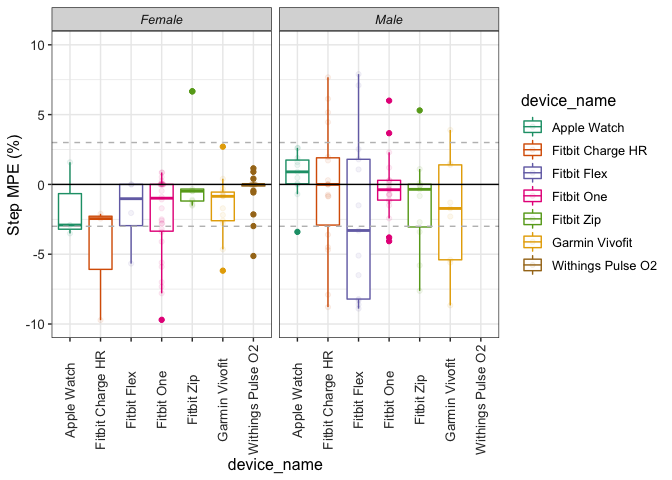 Female
Male
Step MPE (%)
10
5
0
-5
-10
Apple Watch
Fitbit Charge HR
Fitbit Flex
Fitbit One
Fitbit Zip
Garmin Vivofit
Withings Pulse O2
Apple Watch
Fitbit Charge HR
Fitbit Flex
Fitbit One
Fitbit Zip
Garmin Vivofit
Withings Pulse O2
device_name
device_name
Apple Watch
Fitbit Charge HR
Fitbit Flex
Fitbit One
Fitbit Zip
Garmin Vivofit
Withings Pulse O2